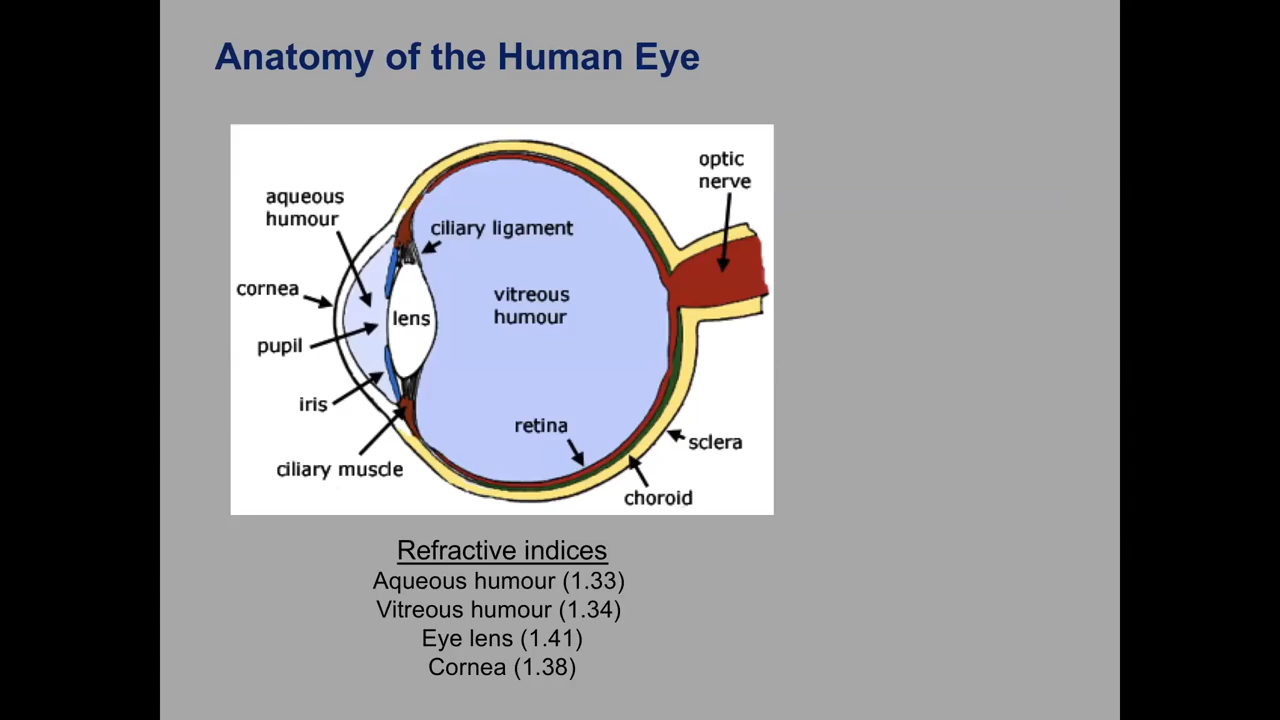 Anatomy of the Human Eye
optic
nerve
aqueous
humour
ciliary ligament
cornea
vitreous
humour
lens
pupil
iris
retina
sclera
ciliary muscle
choroid
Refractive indices
Aqueous humour (1.33)
Vitreous humour (1.34)
Eye lens (1.41)
Cornea (1.38)